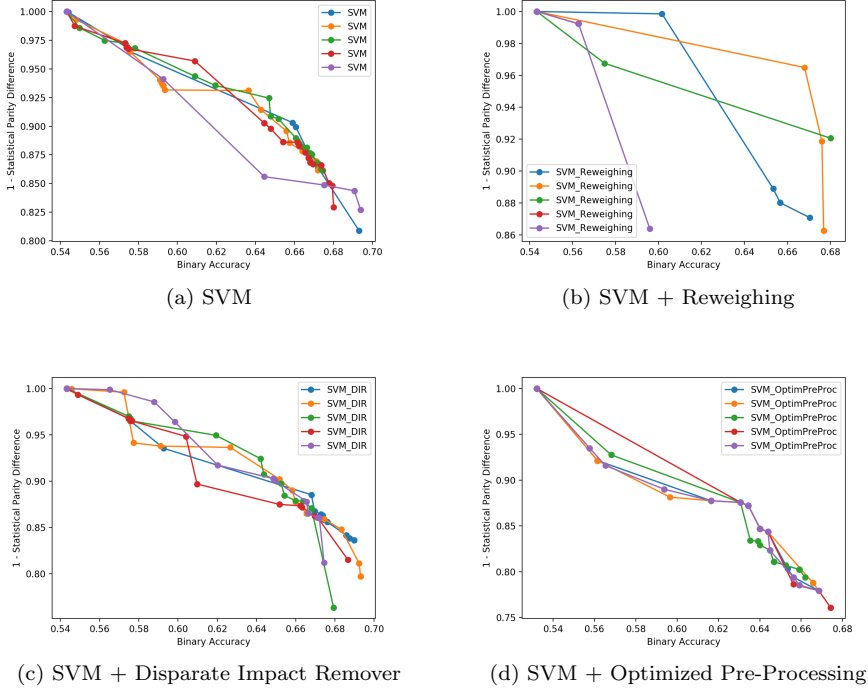 1.000
0.975
0.950
0.925
0.900
0.875
0.850
0.825
0.800
1 - Statistical Parity Difference
0.54 0.56 0.58 0.60 0.62 0.64 0.66 0.68 0.70
Binary Accuracy
SVM
SVM
SVM
SVM
SVM
(a) SVM
1.00
0.98
0.96
0.94
0.92
0.90
0.88
0.86
1 - Statistical Parity Difference
SVM_Reweighing
SVM_Reweighing
SVM_Reweighing
SVM_Reweighing
SVM_Reweighing
0.54 0.56 0.58 0.60 0.62 0.64 0.66 0.68
Binary Accuracy
(b) SVM + Reweighing
1.00
0.95
0.90
0.85
0.80
1 - Statistical Parity Difference
SVM_DIR
SVM_DIR
SVM_DIR
SVM_DIR
SVM_DIR
0.54 0.56 0.58 0.60 0.62 0.64 0.66 0.68 0.70
Binary Accuracy
(c) SVM + Disparate Impact Remover
1.00
0.95
0.90
0.85
0.80
0.75
1 - Statistical Parity Difference
SVM_OptimPreProc
SVM_OptimPreProc
SVM_OptimPreProc
SVM_OptimPreProc
SVM_OptimPreProc
0.54 0.56 0.58 0.60 0.62 0.64 0.66 0.68
Binary Accuracy
(d) SVM + Optimized Pre-Processing